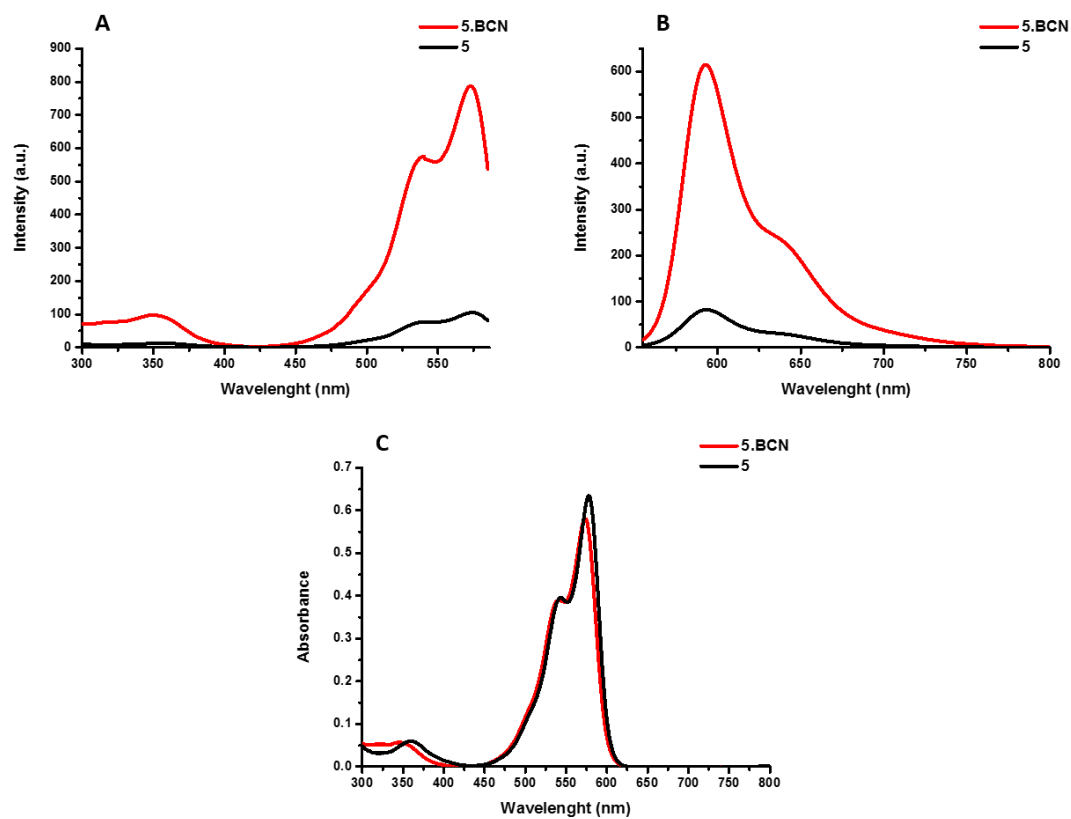 A
5.BCN
5
900
800
700
600
500
400
300
200
100
0
Intensity (a.u.)
300 350 400 450 500 550
Wavelenght (nm)
B
5.BCN
5
600
500
400
300
200
100
0
Intensity (a.u.)
600 650 700 750 800
Wavelenght (nm)
C
5.BCN
5
0.7
0.6
0.5
0.4
0.3
0.2
0.1
0.0
Absorbance
300 350 400 450 500 550 600 650 700 750 800
Wavelenght (nm)